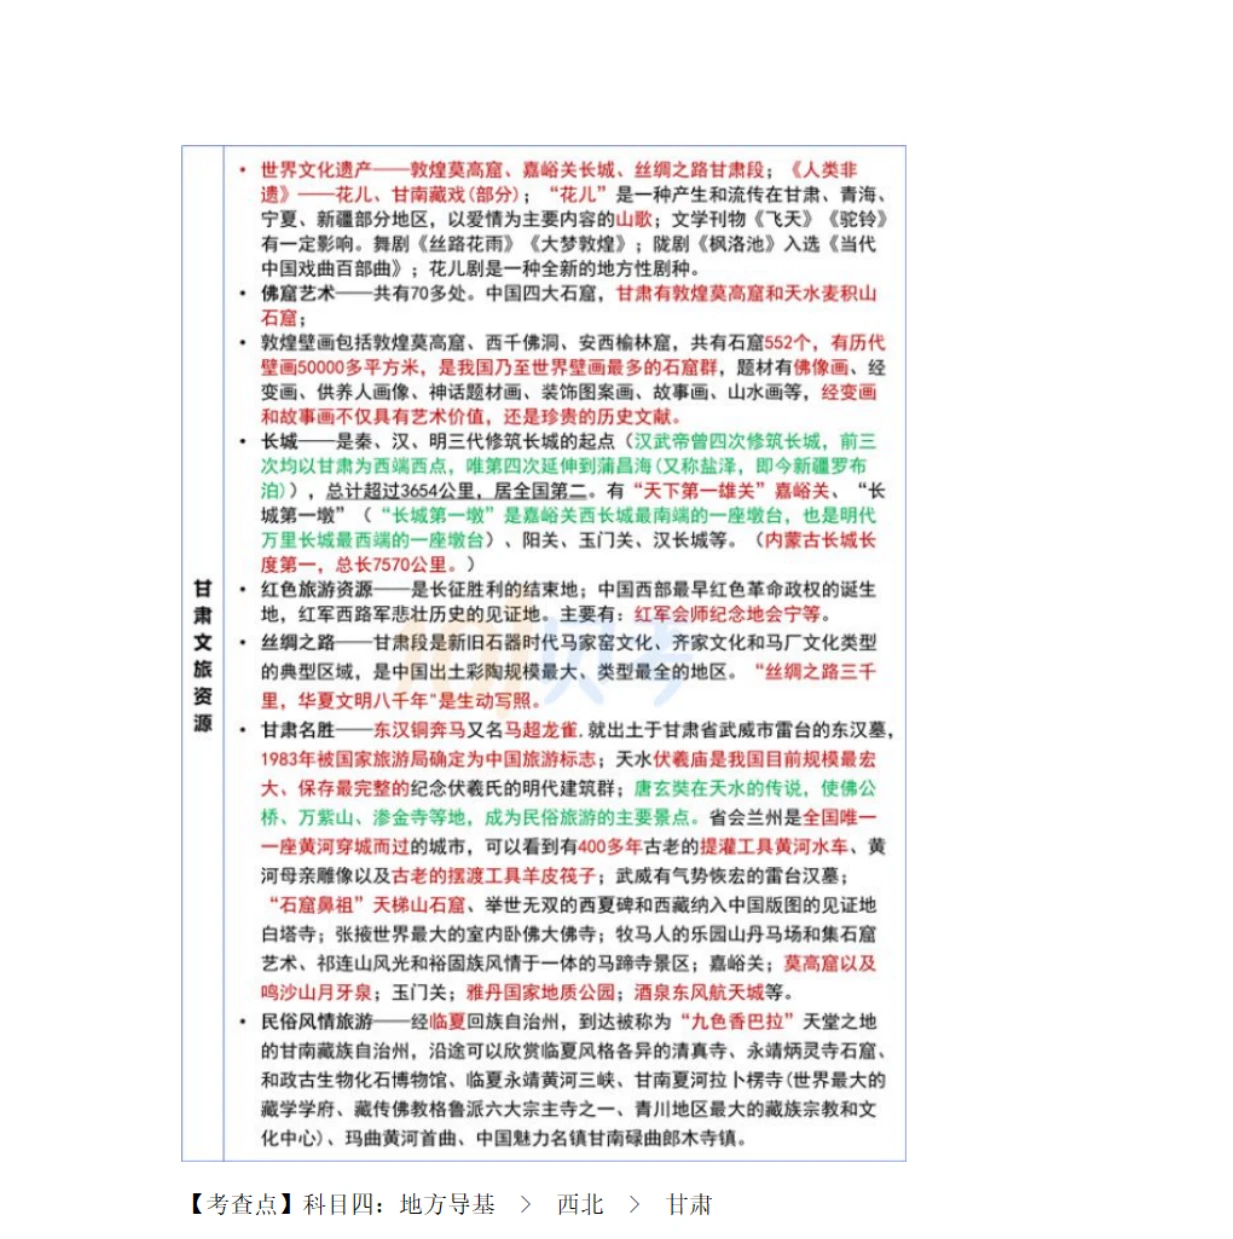 甘肃文旅资源
• 世界文化遗产——敦煌莫高窟、嘉峪关长城、丝绸之路甘肃段；《人类非
遗》——花儿、甘南藏戏(部分)；“花儿”是一种产生和流传在甘肃、青海、
宁夏、新疆部分地区，以爱情为主要内容的山歌；文学刊物《飞天》《驼铃》
有一定影响。舞剧《丝路花雨》《大梦敦煌》；陇剧《枫洛池》入选《当代
中国戏曲百部曲》；花儿剧是一种全新的地方性剧种。
• 佛窟艺术——共有70多处。中国四大石窟，甘肃有敦煌莫高窟和天水麦积山
石窟；
• 敦煌壁画包括敦煌莫高窟、西千佛洞、安西榆林窟，共有石窟552个，有历代
壁画50000多平方米，是我国乃至世界壁画最多的石窟群，题材有佛像画、经
变画、供养人画像、神话题材画、装饰图案画、故事画、山水画等，经变画
和故事画不仅具有艺术价值，还是珍贵的历史文献。
• 长城——是秦、汉、明三代修筑长城的起点（汉武帝曾四次修筑长城，前三
次均以甘肃为西端西点，唯第四次延伸到蒲昌海(又称盐泽，即今新疆罗布
泊)），总计超过3654公里，居全国第二。有“天下第一雄关”嘉峪关、“长
城第一墩”（“长城第一墩”是嘉峪关西长城最南端的一座墩台，也是明代
万里长城最西端的一座墩台）、阳关、玉门关、汉长城等。（内蒙古长城长
度第一，总长7570公里。）
• 红色旅游资源——是长征胜利的结束地；中国西部最早红色革命政权的诞生
地，红军西路军悲壮历史的见证地。主要有：红军会师纪念地会宁等。
• 丝绸之路——甘肃段是新旧石器时代马家窑文化、齐家文化和马厂文化类型
的典型区域，是中国出土彩陶规模最大、类型最全的地区。“丝绸之路三千
里，华夏文明八千年"是生动写照。
• 甘肃名胜——东汉铜奔马又名马超龙雀.就出土于甘肃省武威市雷台的东汉墓，
1983年被国家旅游局确定为中国旅游标志；天水伏羲庙是我国目前规模最宏
大、保存最完整的纪念伏羲氏的明代建筑群；唐玄奘在天水的传说，使佛公
桥、万紫山、渗金寺等地，成为民俗旅游的主要景点。省会兰州是全国唯一
一座黄河穿城而过的城市，可以看到有400多年古老的提灌工具黄河水车、黄
河母亲雕像以及古老的摆渡工具羊皮筏子；武威有气势恢宏的雷台汉墓；
“石窟鼻祖”天梯山石窟、举世无双的西夏碑和西藏纳入中国版图的见证地
白塔寺；张掖世界最大的室内卧佛大佛寺；牧马人的乐园山丹马场和集石窟
艺术、祁连山风光和裕固族风情于一体的马蹄寺景区；嘉峪关；莫高窟以及
鸣沙山月牙泉；玉门关；雅丹国家地质公园；酒泉东风航天城等。
• 民俗风情旅游——经临夏回族自治州，到达被称为“九色香巴拉”天堂之地
的甘南藏族自治州，沿途可以欣赏临夏风格各异的清真寺、永靖炳灵寺石窟、
和政古生物化石博物馆、临夏永靖黄河三峡、甘南夏河拉卜楞寺(世界最大的
藏学学府、藏传佛教格鲁派六大宗主寺之一、青川地区最大的藏族宗教和文
化中心)、玛曲黄河首曲、中国魅力名镇甘南碌曲郎木寺镇。
【考查点】科目四：地方导基 > 西北 > 甘肃